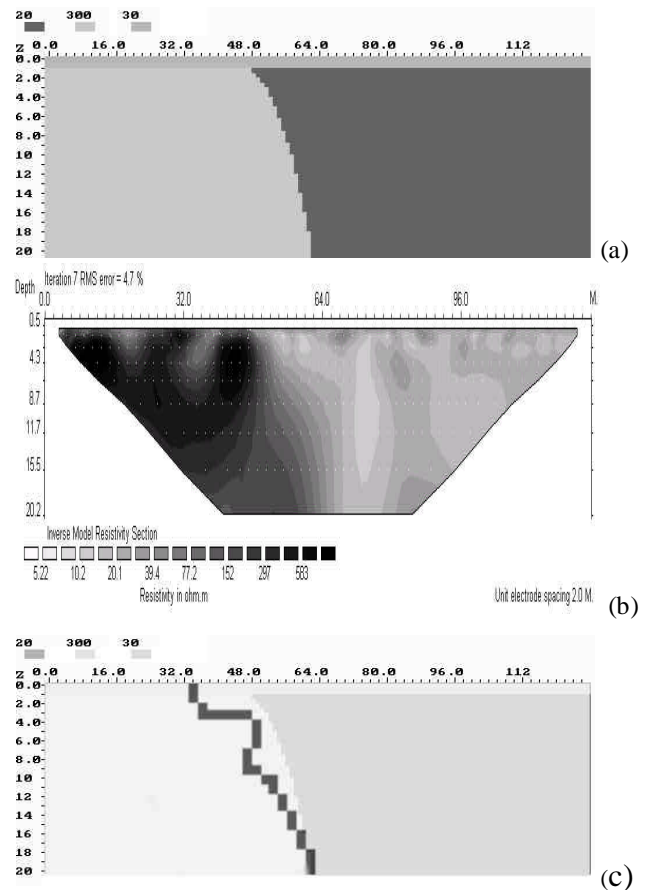 20 300 30
z 0.0 16.0 32.0 48.0 64.0 80.0 96.0 112
0.0
2.0
4.0
6.0
8.0
10
12
14
16
18
20
(a)
Iteration 7 RMS error = 4.7 %
Depth 0.0 32.0 64.0 96.0 M.
0.5
4.3
8.7
11.7
15.5
20.2
Inverse Model Resistivity Section
5.22 10.2 20.1 39.4 77.2 152 297 583
Resistivity in ohm.m Unit electrode spacing 2.0 M.
(b)
20 300 30
z 0.0 16.0 32.0 48.0 64.0 80.0 96.0 112
0.0
2.0
4.0
6.0
8.0
10
12
14
16
18
20
(c)